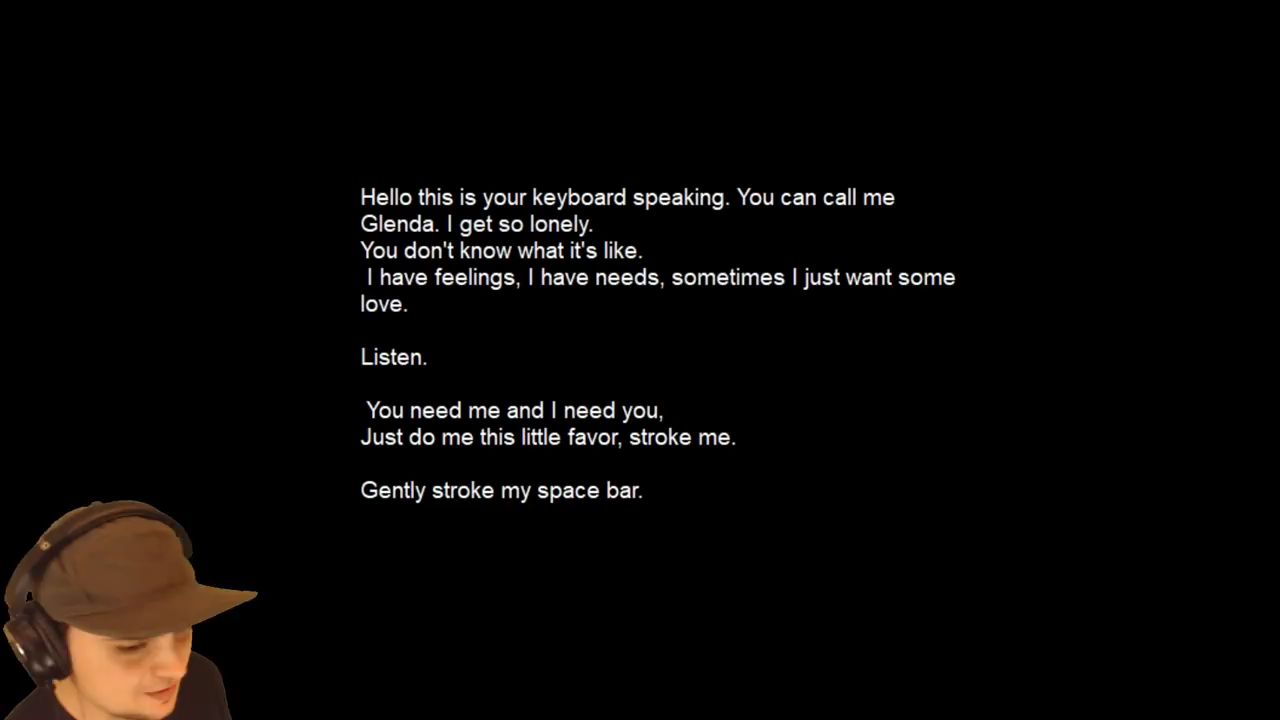 Hello this is your keyboard speaking. You can call me
Glenda. I get so lonely.
You don't know what it's like.
I have feelings, I have needs, sometimes I just want some
love.
Listen.
You need me and I need you,
Just do me this little favor, stroke me.
Gently stroke my space bar.